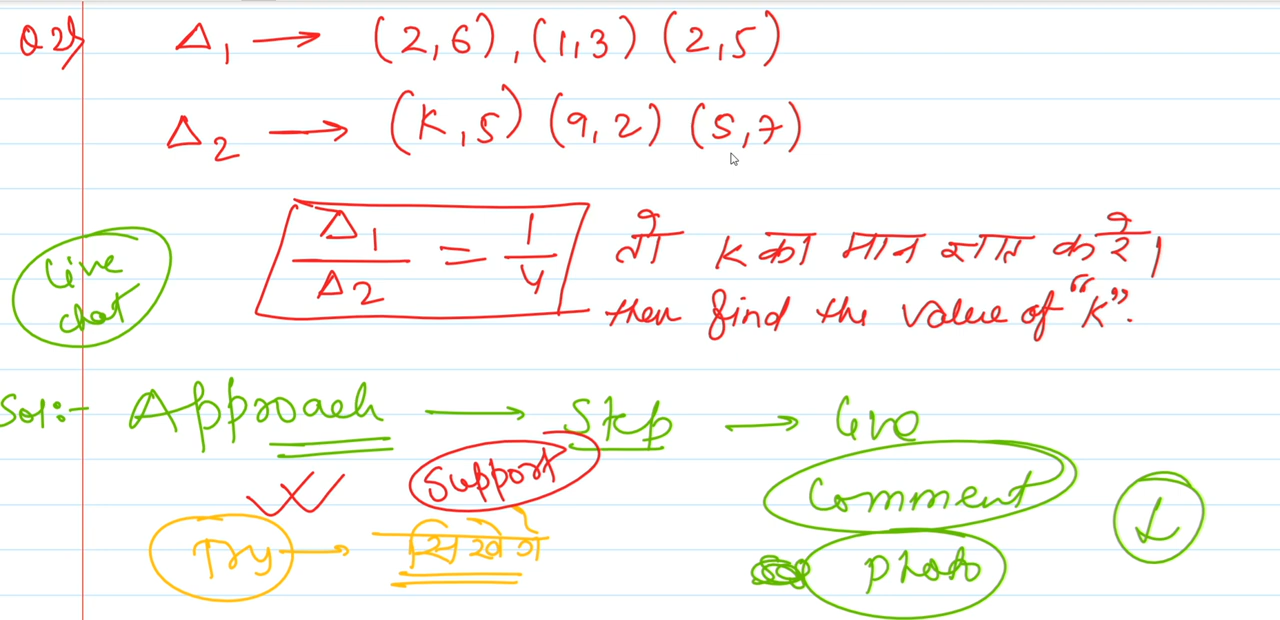 Q.2) Δ₁ → (2,6), (1,3) (2,5)
Δ₂ → (K,5) (9,2) (5,7)
Δ₁/Δ₂ = 1/4 तो K का मान ज्ञात करे।
then find the value of "K".
Live chat
Sol:- Approach → Step → Live
Support
Comment
Try → सीखेंगे
Photo
L